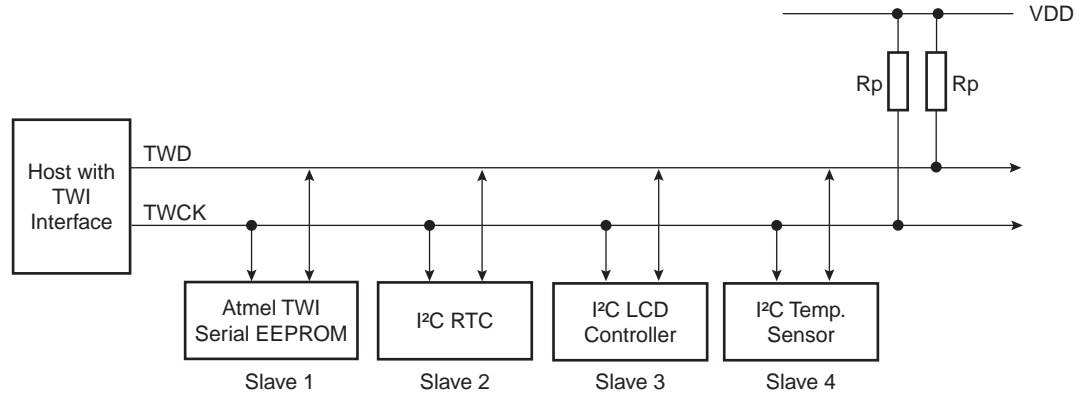 VDD
Rp
Rp
Host with
TWI
Interface
TWD
TWCK
Atmel TWI
Serial EEPROM
I²C RTC
I²C LCD
Controller
I²C Temp.
Sensor
Slave 1
Slave 2
Slave 3
Slave 4